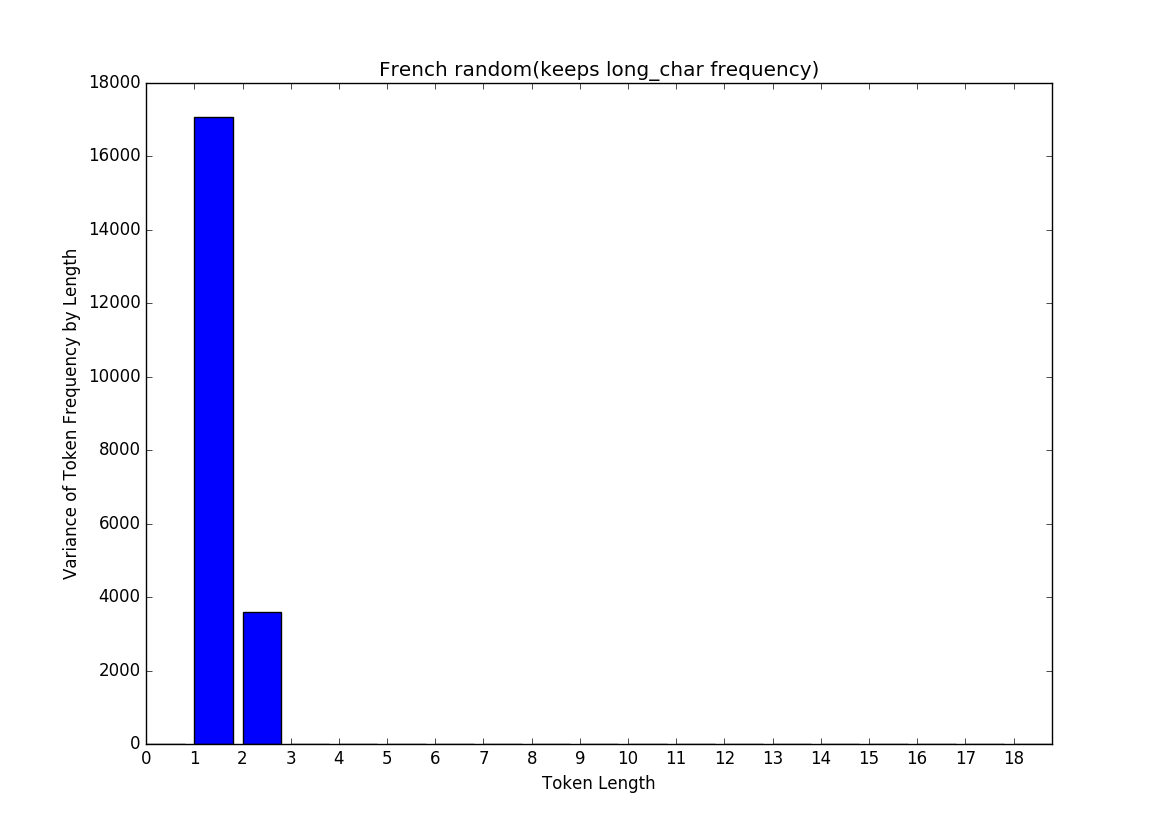 French random(keeps long_char frequency)
18000
16000
14000
12000
10000
8000
6000
4000
2000
0
Variance of Token Frequency by Length
0 1 2 3 4 5 6 7 8 9 10 11 12 13 14 15 16 17 18
Token Length